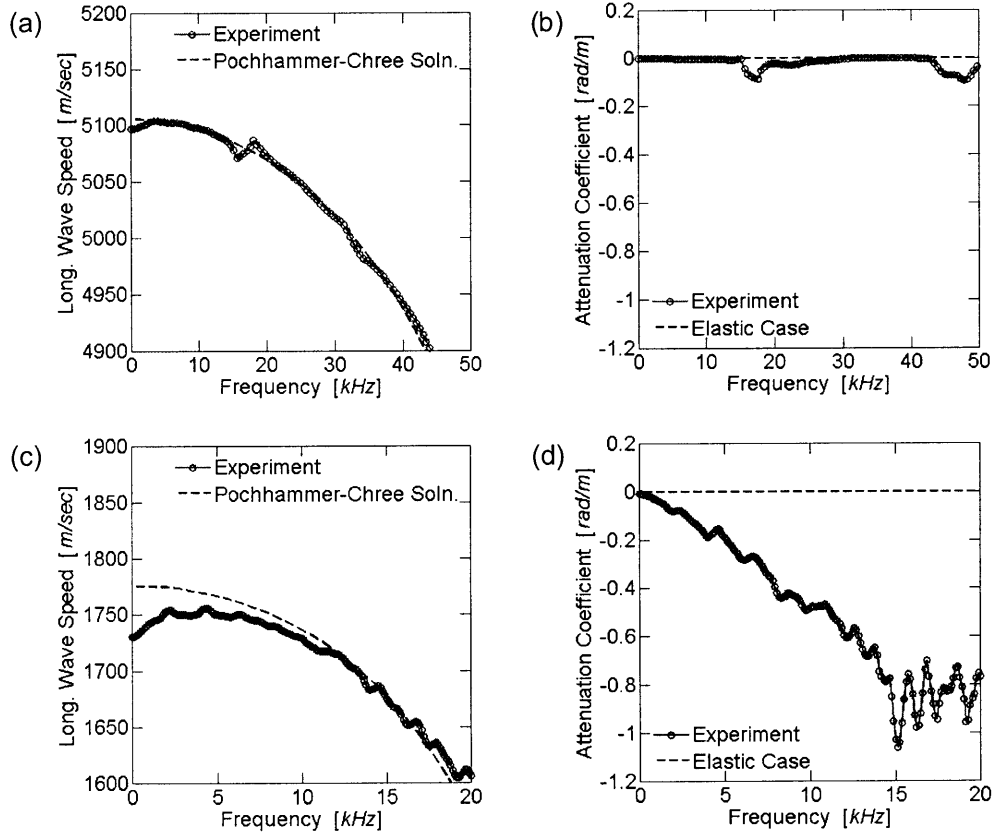 (a)
5200
5150
5100
5050
5000
4950
4900
Long. Wave Speed [m/sec]
Experiment
Pochhammer-Chree Soln.
0 10 20 30 40 50
Frequency [kHz]
(b)
0.2
0
-0.2
-0.4
-0.6
-0.8
-1
-1.2
Attenuation Coefficient [rad/m]
Experiment
Elastic Case
0 10 20 30 40 50
Frequency [kHz]
(c)
1900
1850
1800
1750
1700
1650
1600
Long. Wave Speed [m/sec]
Experiment
Pochhammer-Chree Soln.
0 5 10 15 20
Frequency [kHz]
(d)
0.2
0
-0.2
-0.4
-0.6
-0.8
-1
-1.2
Attenuation Coefficient [rad/m]
Experiment
Elastic Case
0 5 10 15 20
Frequency [kHz]